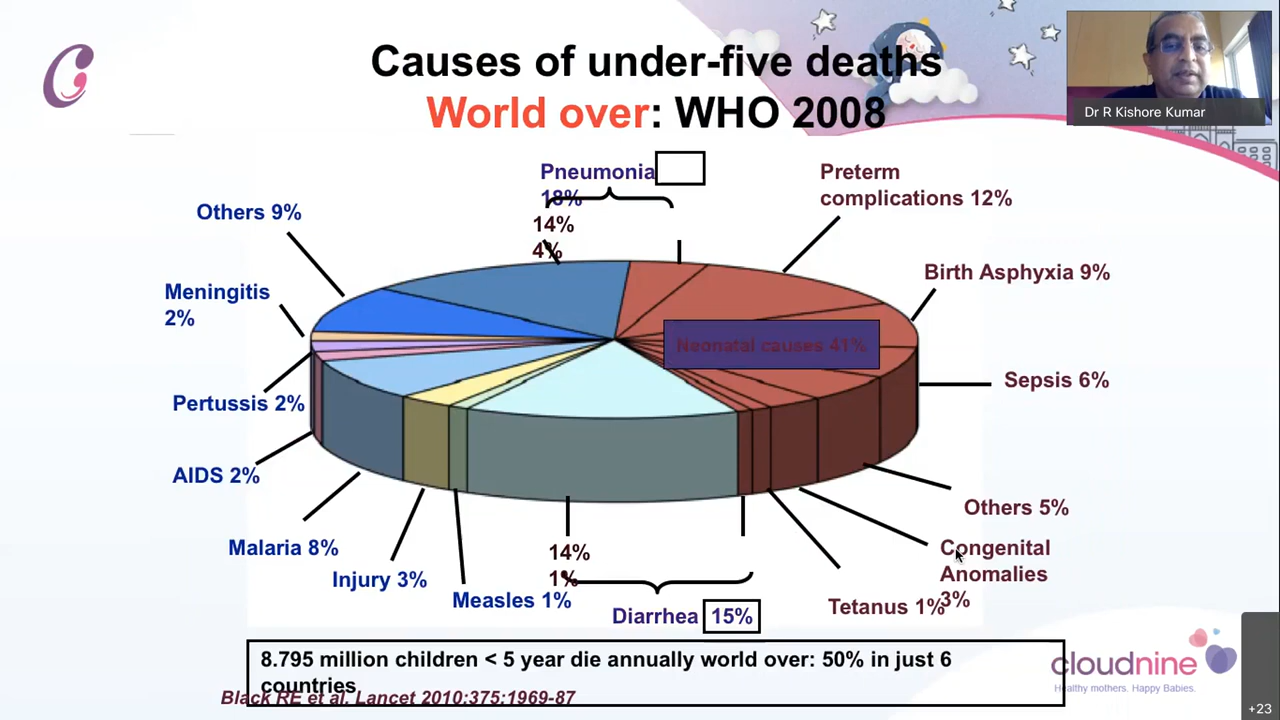 Causes of under-five deaths
World over: WHO 2008
Dr R Kishore Kumar
Pneumonia
18%
14%
4%
Preterm
complications 12%
Others 9%
Birth Asphyxia 9%
Meningitis
2%
Neonatal causes 41%
Sepsis 6%
Pertussis 2%
AIDS 2%
Others 5%
Malaria 8%
Congenital
Anomalies
3%
Injury 3%
14%
1%
Measles 1%
Diarrhea 15%
Tetanus 1%
8.795 million children < 5 year die annually world over: 50% in just 6
countries
Black RE et al. Lancet 2010:375:1969-87
cloudnine
Healthy mothers. Happy Babies.
+23